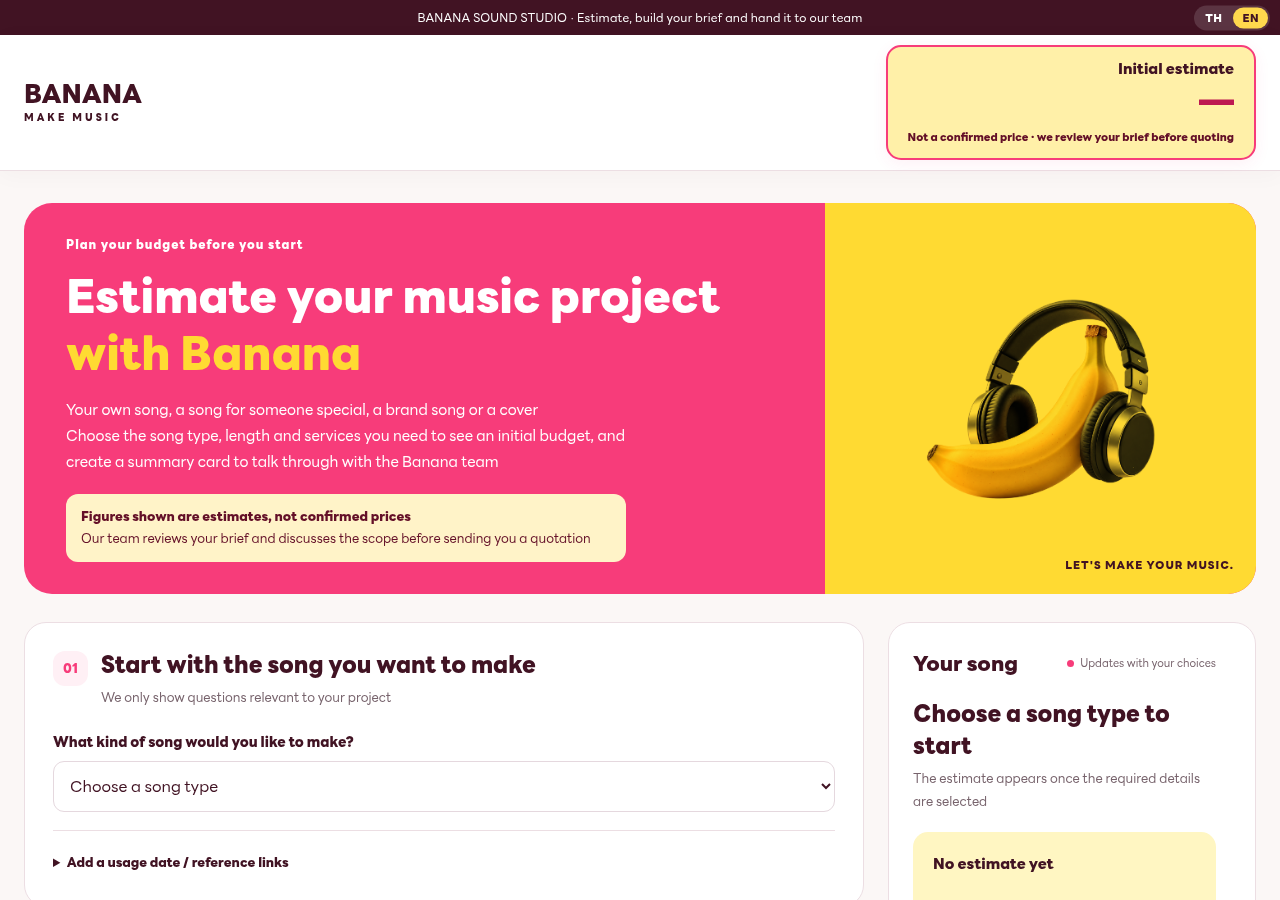 BANANA SOUND STUDIO · Estimate, build your brief and hand it to our team
TH EN
BANANA
MAKE MUSIC
Initial estimate
—
Not a confirmed price · we review your brief before quoting
Plan your budget before you start
Estimate your music project
with Banana
Your own song, a song for someone special, a brand song or a cover
Choose the song type, length and services you need to see an initial budget, and
create a summary card to talk through with the Banana team
Figures shown are estimates, not confirmed prices
Our team reviews your brief and discusses the scope before sending you a quotation
LET'S MAKE YOUR MUSIC.
01 Start with the song you want to make
We only show questions relevant to your project
What kind of song would you like to make?
Choose a song type
Add a usage date / reference links
Your song
Updates with your choices
Choose a song type to
start
The estimate appears once the required details
are selected
No estimate yet